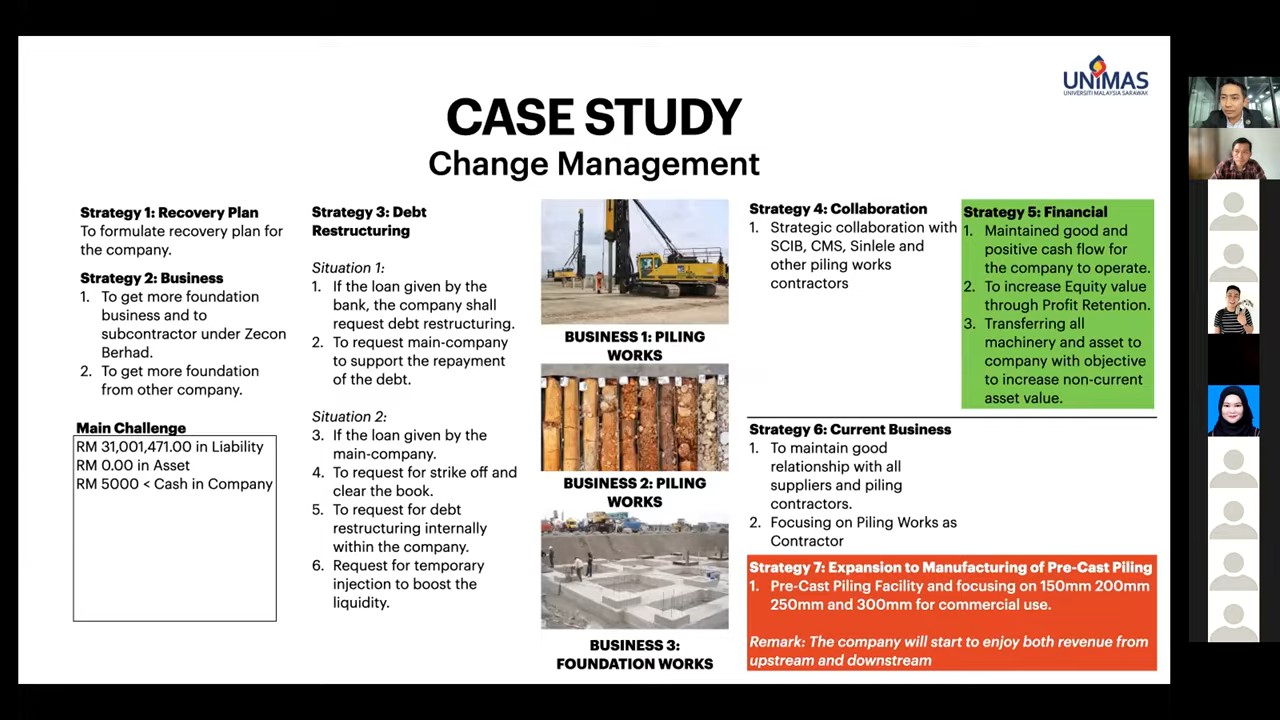 UNIMAS
UNIVERSITI MALAYSIA SARAWAK
CASE STUDY
Change Management
Strategy 1: Recovery Plan
To formulate recovery plan for
the company.
Strategy 2: Business
1. To get more foundation
business and to
subcontractor under Zecon
Berhad.
2. To get more foundation
from other company.
Main Challenge
RM 31,001,471.00 in Liability
RM 0.00 in Asset
RM 5000 < Cash in Company
Strategy 3: Debt
Restructuring
Situation 1:
1. If the loan given by the
bank, the company shall
request debt restructuring.
2. To request main-company
to support the repayment
of the debt.
Situation 2:
3. If the loan given by the
main-company.
4. To request for strike off and
clear the book.
5. To request for debt
restructuring internally
within the company.
6. Request for temporary
injection to boost the
liquidity.
BUSINESS 1: PILING
WORKS
BUSINESS 2: PILING
WORKS
BUSINESS 3:
FOUNDATION WORKS
Strategy 4: Collaboration
1. Strategic collaboration with
SCIB, CMS, Sinlele and
other piling works
contractors
Strategy 5: Financial
1. Maintained good and
positive cash flow for
the company to operate.
2. To increase Equity value
through Profit Retention.
3. Transferring all
machinery and asset to
company with objective
to increase non-current
asset value.
Strategy 6: Current Business
1. To maintain good
relationship with all
suppliers and piling
contractors.
2. Focusing on Piling Works as
Contractor
Strategy 7: Expansion to Manufacturing of Pre-Cast Piling
1. Pre-Cast Piling Facility and focusing on 150mm 200mm
250mm and 300mm for commercial use.
Remark: The company will start to enjoy both revenue from
upstream and downstream